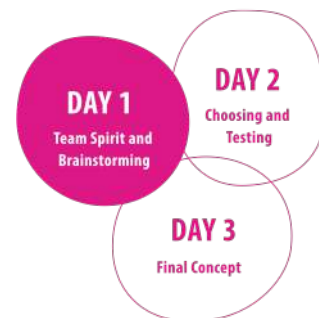 DAY 1
Team Spirit and
Brainstorming
DAY 2
Choosing and
Testing
DAY 3
Final Concept